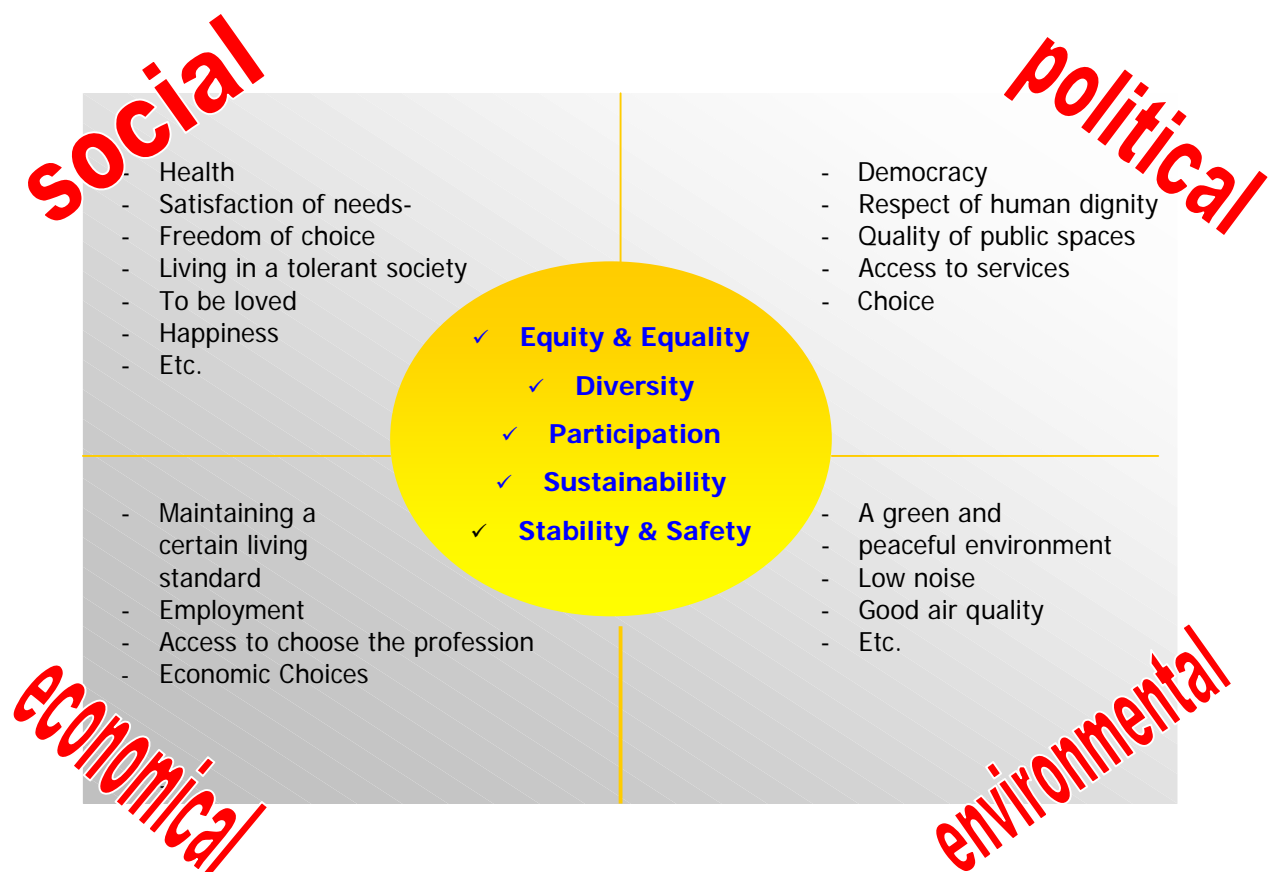 social
- Health
- Satisfaction of needs-
- Freedom of choice
- Living in a tolerant society
- To be loved
- Happiness
- Etc.
political
- Democracy
- Respect of human dignity
- Quality of public spaces
- Access to services
- Choice
✓ Equity & Equality
✓ Diversity
✓ Participation
✓ Sustainability
✓ Stability & Safety
- Maintaining a
certain living
standard
- Employment
- Access to choose the profession
- Economic Choices
-
economical
- A green and
- peaceful environment
- Low noise
- Good air quality
- Etc.
environmental